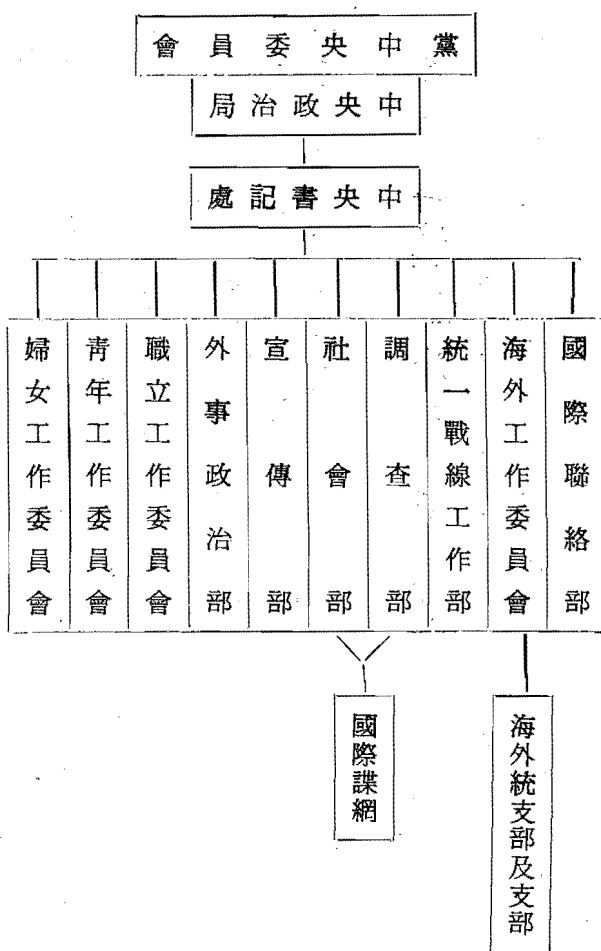 黨中央委員會
中央政治局
中央書記處
國際聯絡部
海外工作委員會
統一戰線工作部
調查部
社會部
宣傳部
外事政治部
職立工作委員會
青年工作委員會
婦女工作委員會
國際諜網
海外統支部及支部